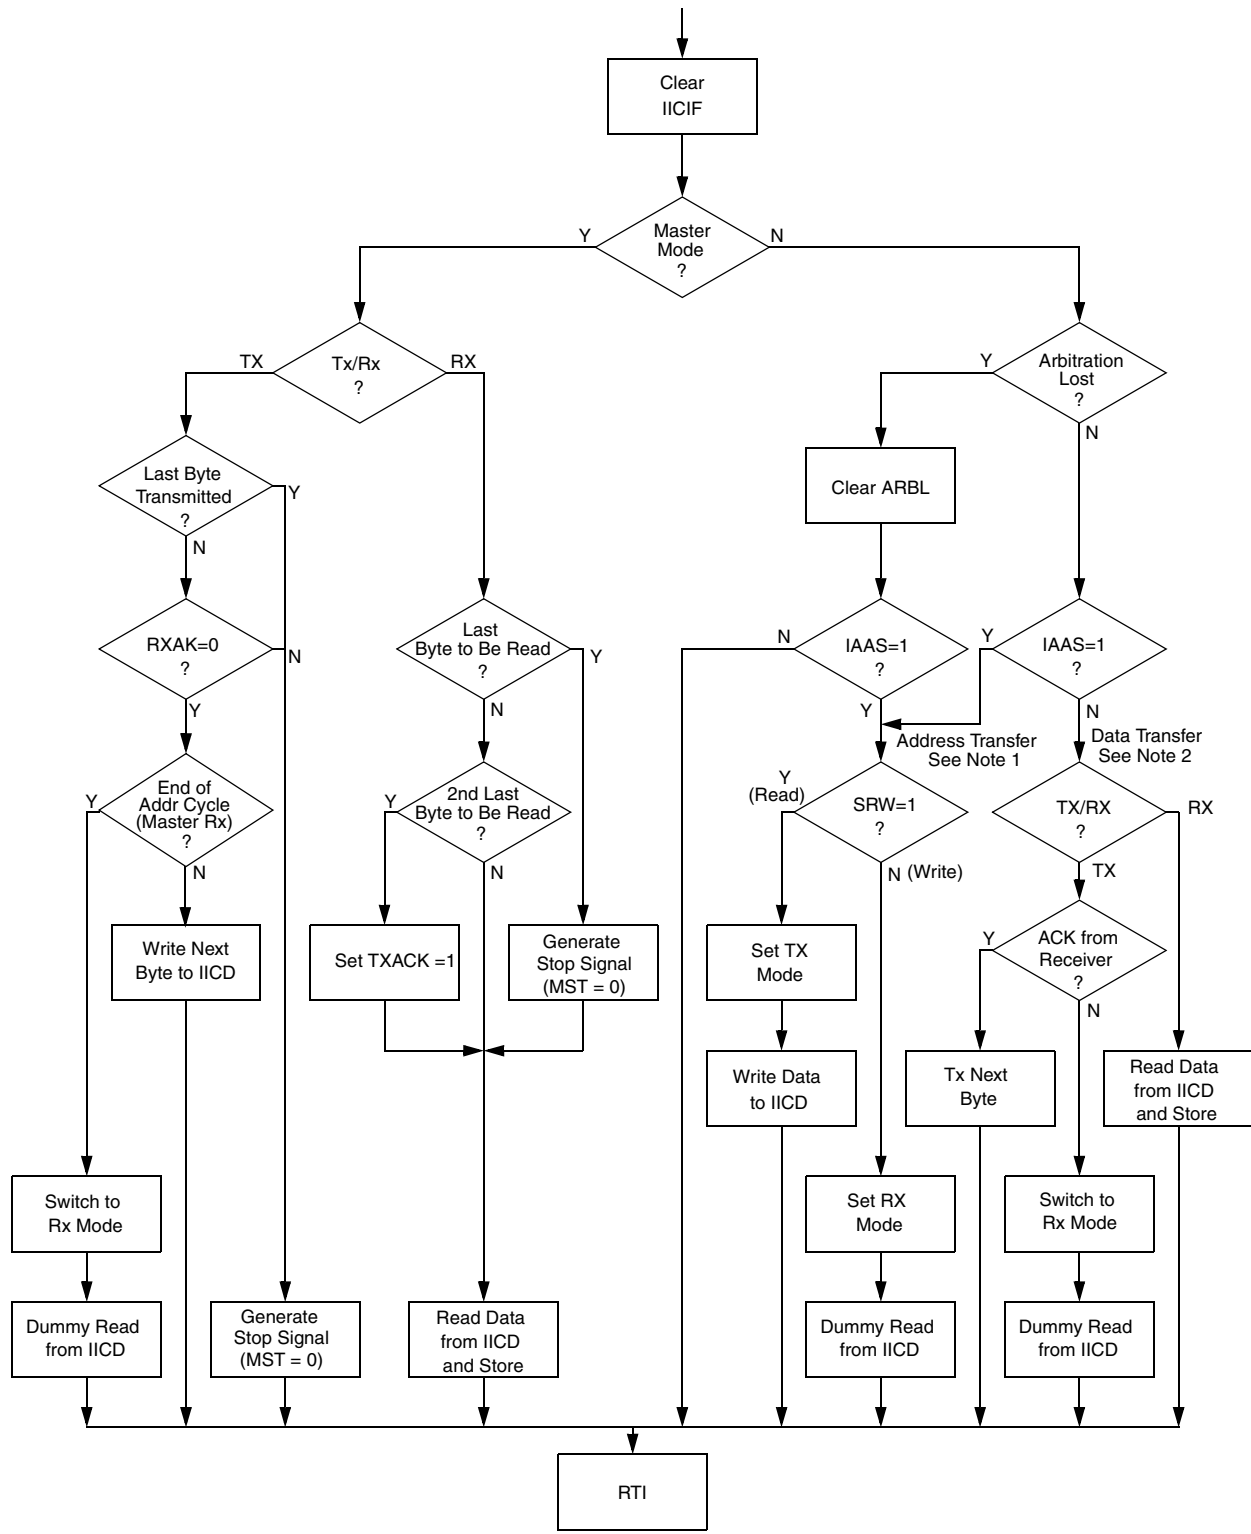 Clear
IICIF
Master
Mode
?
Y
N
Tx/Rx
?
TX
RX
Arbitration
Lost
?
Y
N
Last Byte
Transmitted
?
Y
N
Clear ARBL
RXAK=0
?
N
Y
Last
Byte to Be Read
?
Y
N
IAAS=1
?
N
Y
IAAS=1
?
Y
N
Address Transfer
See Note 1
Data Transfer
See Note 2
End of
Addr Cycle
(Master Rx)
?
Y
N
2nd Last
Byte to Be Read
?
Y
N
Y
(Read)
SRW=1
?
N (Write)
TX/RX
?
RX
TX
Write Next
Byte to IICD
Set TXACK =1
Generate
Stop Signal
(MST = 0)
Set TX
Mode
ACK from
Receiver
?
Y
N
Write Data
to IICD
Tx Next
Byte
Read Data
from IICD
and Store
Switch to
Rx Mode
Set RX
Mode
Switch to
Rx Mode
Dummy Read
from IICD
Generate
Stop Signal
(MST = 0)
Read Data
from IICD
and Store
Dummy Read
from IICD
Dummy Read
from IICD
RTI